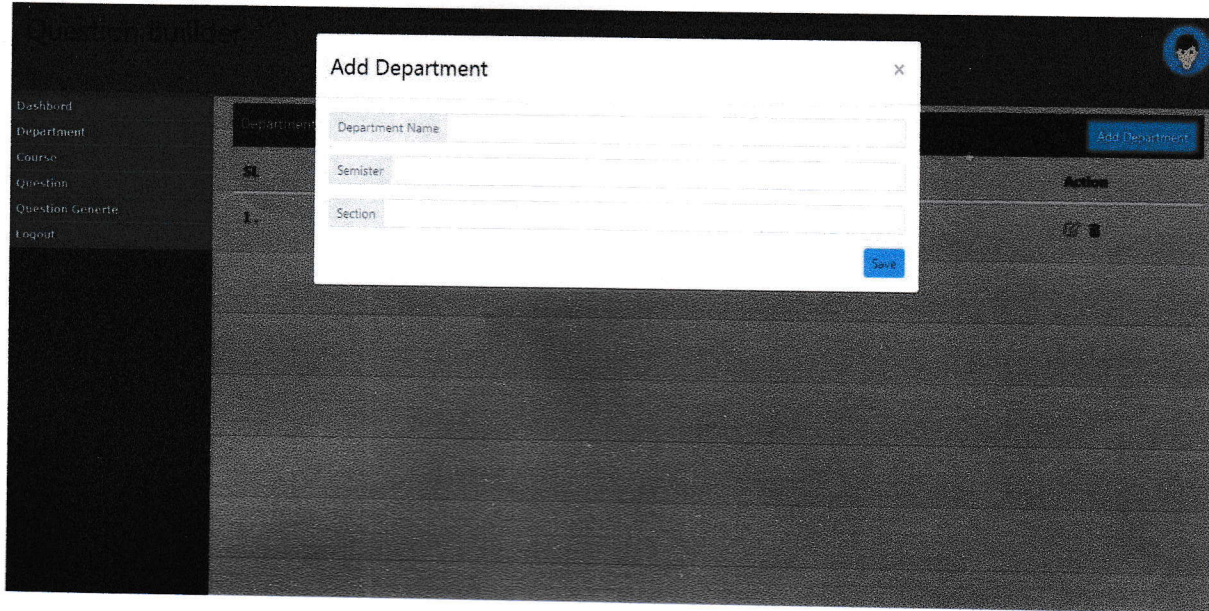 Question Builder
Add Department
×
Dashbord
Department
Course
Question
Question Generte
Logout
Department
Add Department
Department Name
Semister
Section
Save
SL
Action
1.